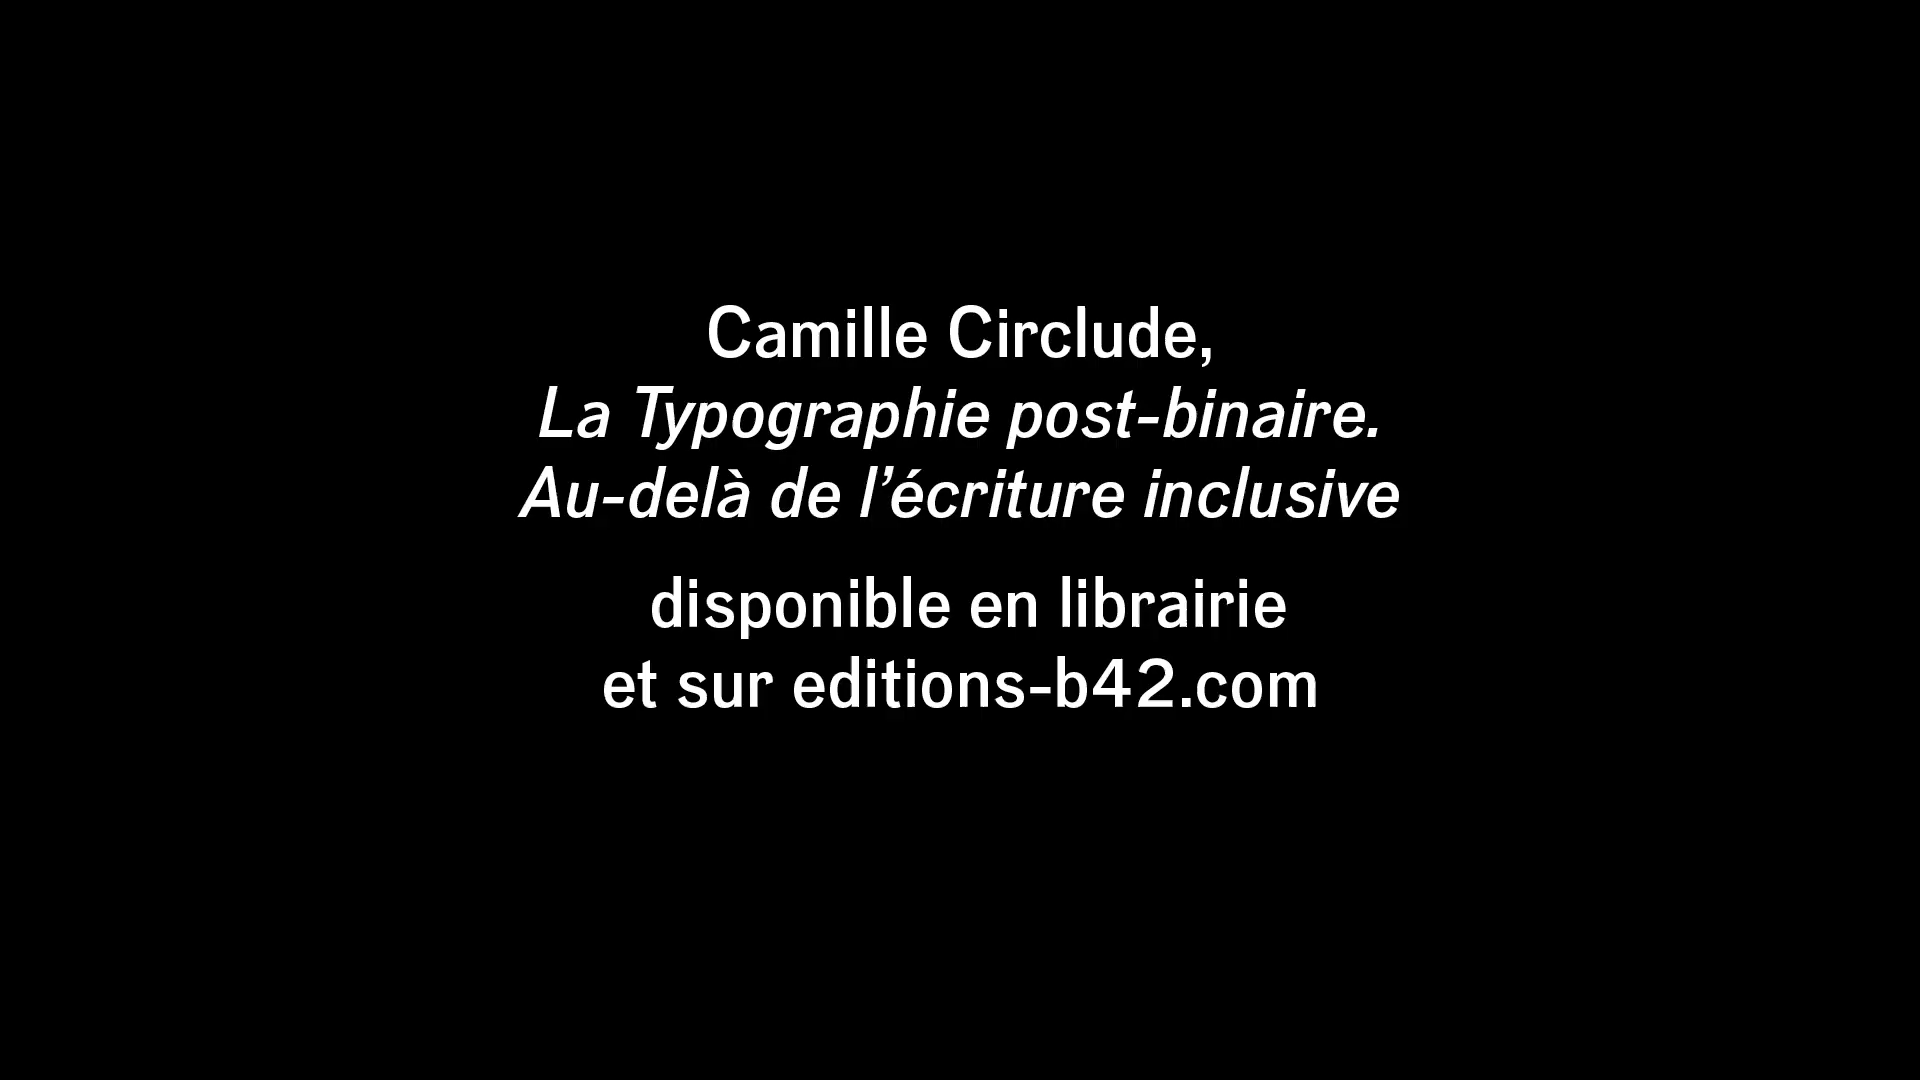 Camille Circlude,
La Typographie post-binaire.
Au-delà de l’écriture inclusive
disponible en librairie
et sur editions-b42.com